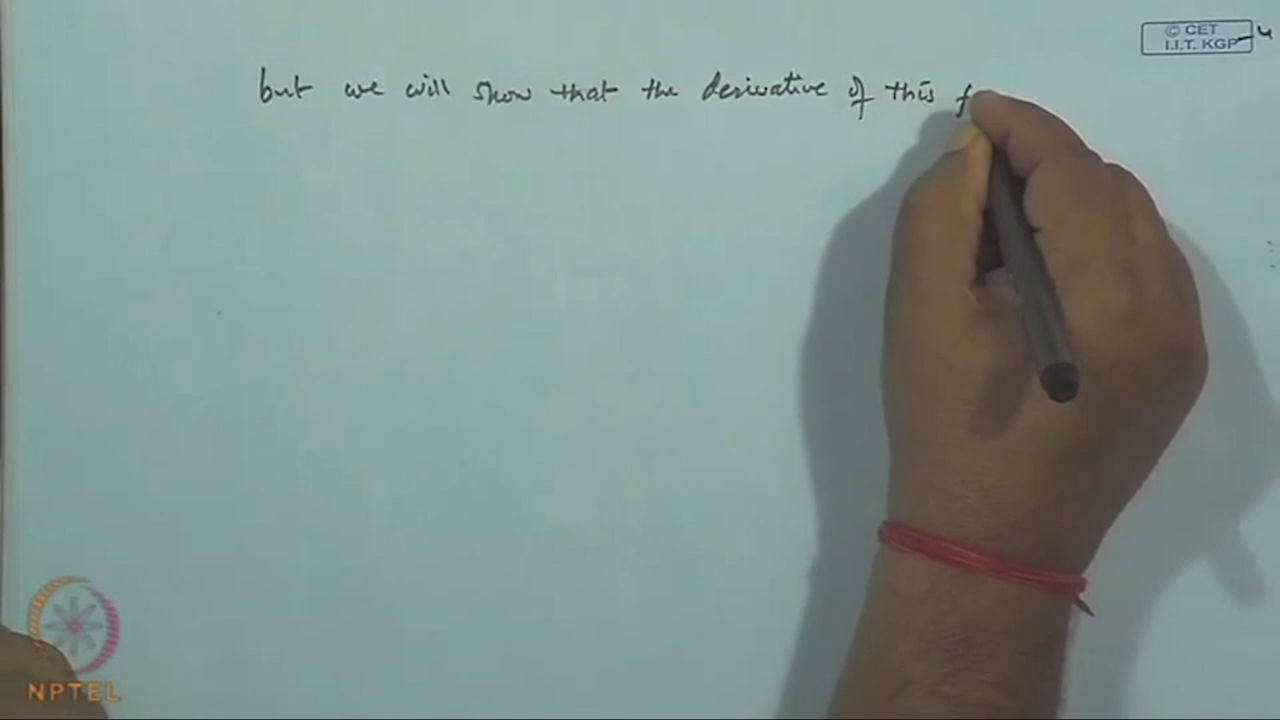 © CET
I.I.T. KGP
but we will show that the derivative of this f
NPTEL